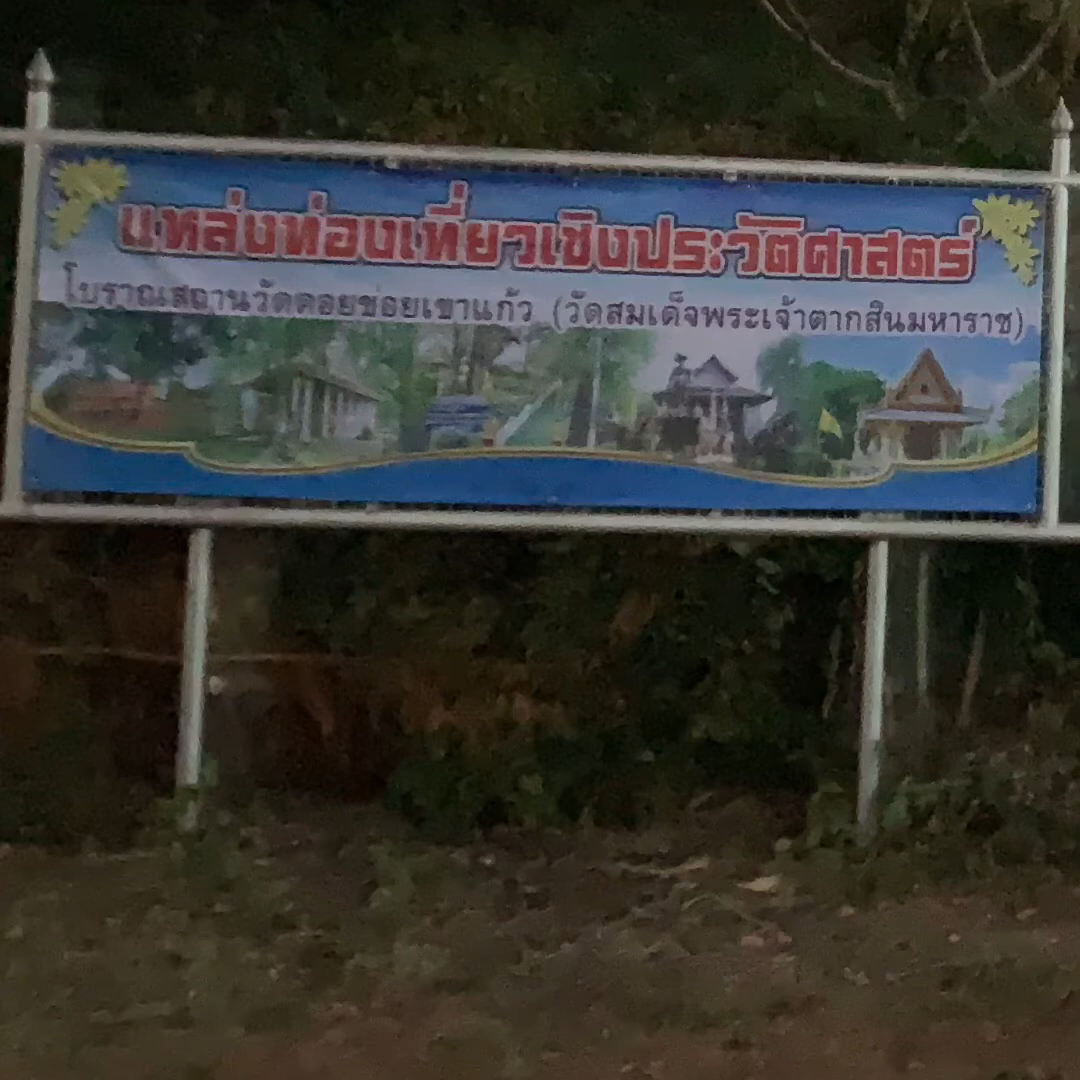 แหล่งท่องเที่ยวเชิงประวัติศาสตร์
โบราณสถานวัดดอยข่อยเขาแก้ว (วัดสมเด็จพระเจ้าตากสินมหาราช)